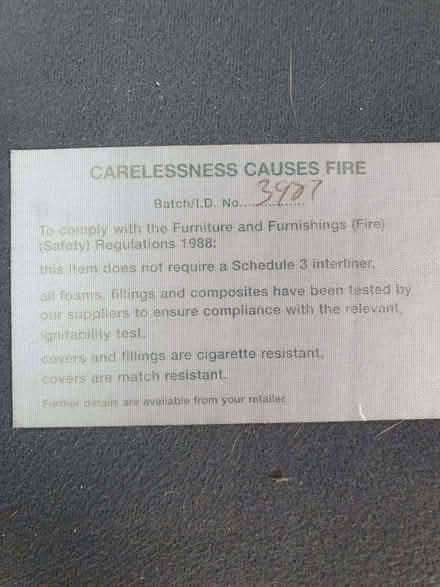 CARELESSNESS CAUSES FIRE
Batch/I.D. No.............
To comply with the Furniture and Furnishings (Fire)
(Safety) Regulations 1988:
this item does not require a Schedule 3 interliner,
all foams, fillings and composites have been tested by
our suppliers to ensure compliance with the relevant,
ignitability test,
covers and fillings are cigarette resistant,
covers are match resistant.
Further details are available from your retailer.